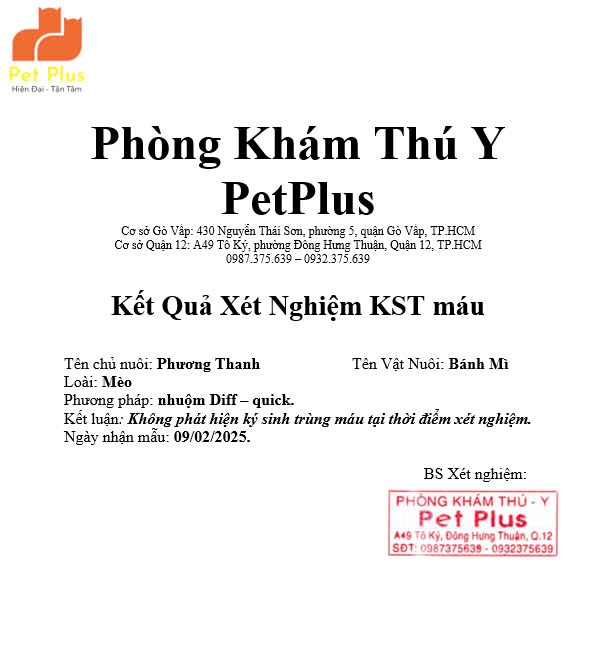 Pet Plus
Hiện Đại - Tận Tâm
Phòng Khám Thú Y
PetPlus
Cơ sở Gò Vấp: 430 Nguyễn Thái Sơn, phường 5, quận Gò Vấp, TP.HCM
Cơ sở Quận 12: A49 Tô Ký, phường Đông Hưng Thuận, Quận 12, TP.HCM
0987.375.639 – 0932.375.639
Kết Quả Xét Nghiệm KST máu
Tên chủ nuôi: Phương Thanh Tên Vật Nuôi: Bánh Mì
Loài: Mèo
Phương pháp: nhuộm Diff – quick.
Kết luận: Không phát hiện ký sinh trùng máu tại thời điểm xét nghiệm.
Ngày nhận mẫu: 09/02/2025.
BS Xét nghiệm:
PHÒNG KHÁM THÚ - Y
Pet Plus
A49 Tô Ký, Đông Hưng Thuận, Q.12
SĐT: 0987375639 - 0932375639